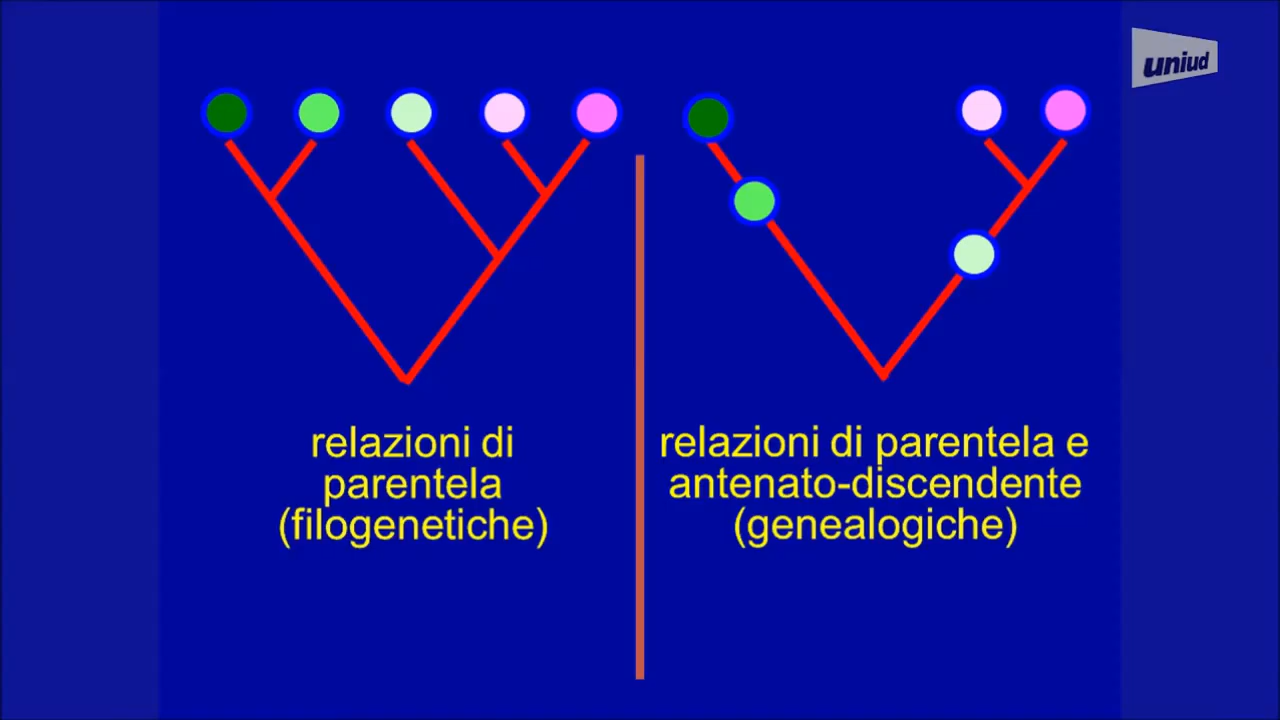 uniud
relazioni di
parentela
(filogenetiche)
relazioni di parentela e
antenato-discendente
(genealogiche)